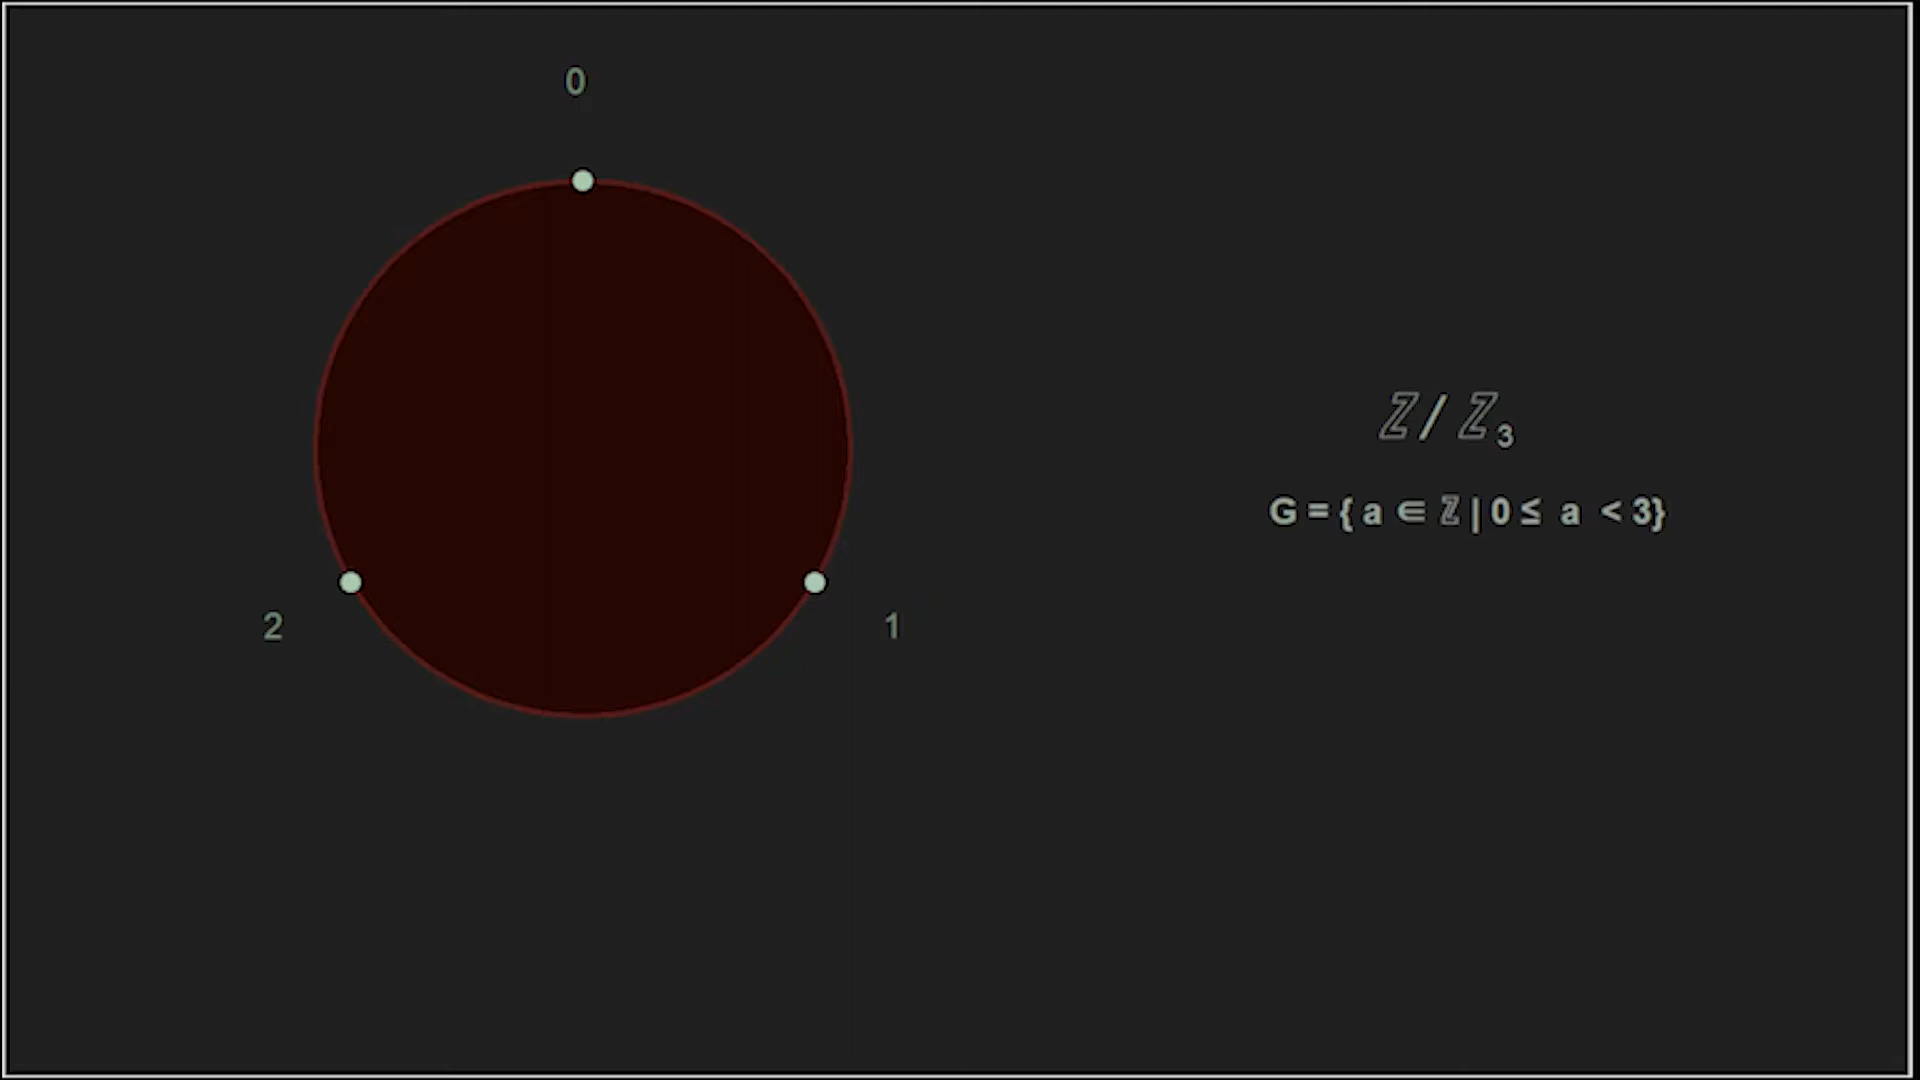 0
ℤ/ℤ₃
G = { a ∈ ℤ | 0 ≤ a < 3}
2
1